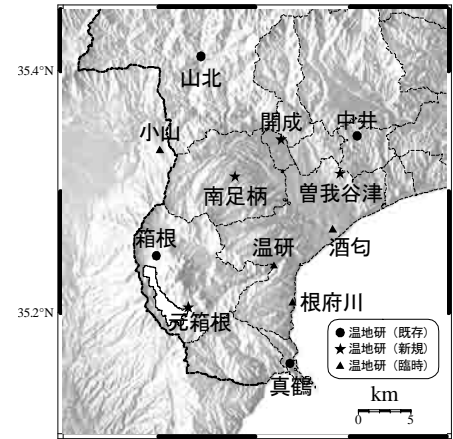 35.4˚N
山北
小山
開成
中井
南足柄
曽我谷津
箱根
温研
酒匂
35.2˚N
元箱根
根府川
真鶴
● 温地研（既存）
★ 温地研（新規）
▲ 温地研（臨時）
km
0 5